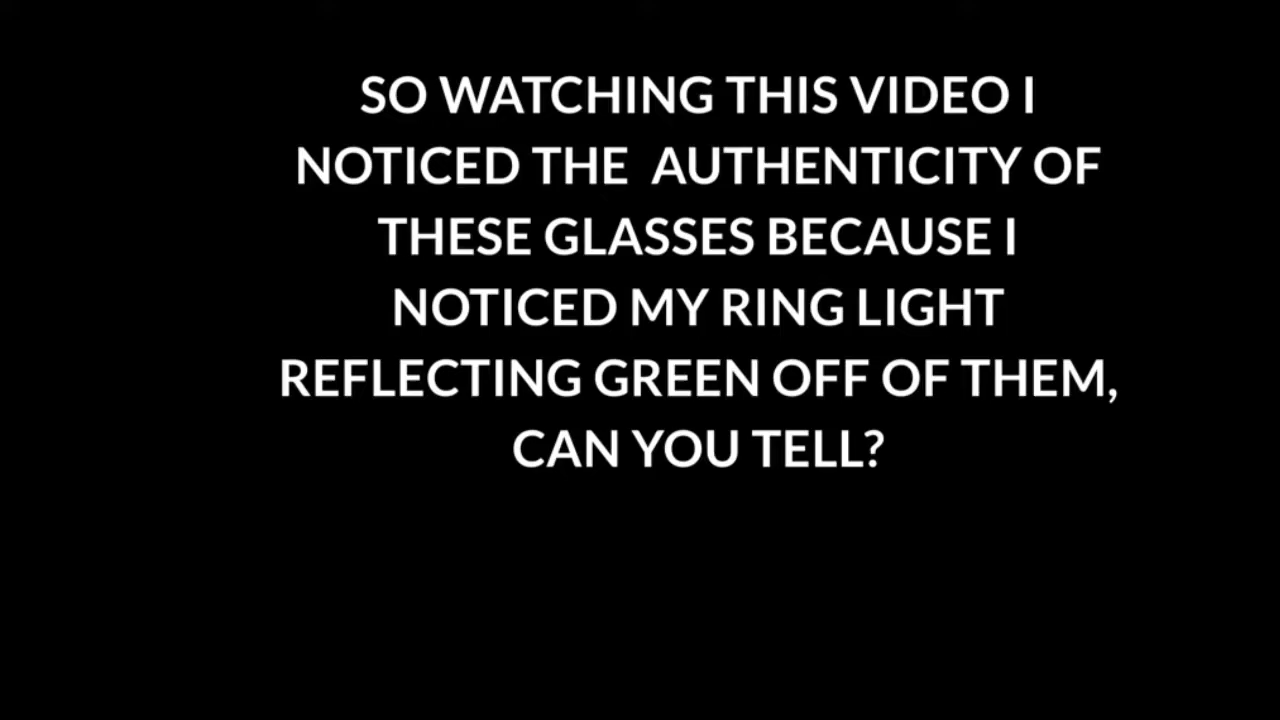 SO WATCHING THIS VIDEO I
NOTICED THE  AUTHENTICITY OF
THESE GLASSES BECAUSE I
NOTICED MY RING LIGHT
REFLECTING GREEN OFF OF THEM,
CAN YOU TELL?